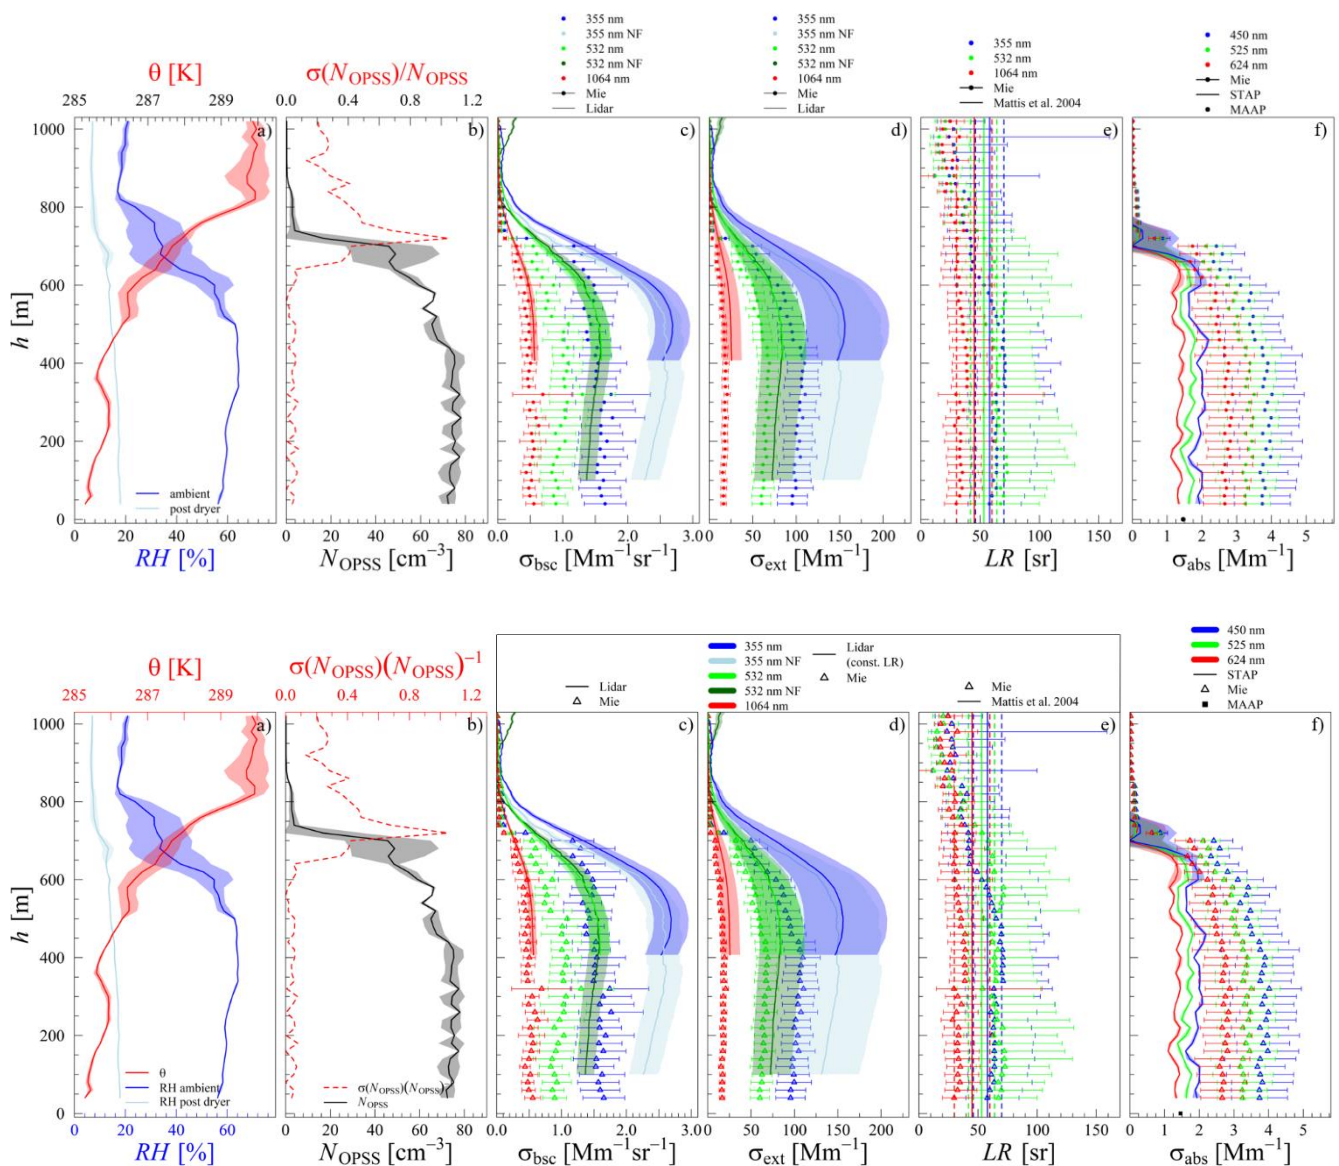 355 nm
355 nm NF
532 nm
532 nm NF
1064 nm
Mie
Lidar
355 nm
355 nm NF
532 nm
532 nm NF
1064 nm
Mie
Lidar
355 nm
532 nm
1064 nm
Mie
Mattis et al. 2004
450 nm
525 nm
624 nm
Mie
STAP
MAAP
θ [K]
σ(N_OPSS)/N_OPSS
285 287 289
0.0 0.4 0.8 1.2
a) b) c) d) e) f)
1000
800
600
400
200
0
h [m]
ambient
post dryer
20 40 60
0 20 40 60 80
0.0 1.0 2.0 3.0
0 50 100 150 200
0 50 100 150
0 1 2 3 4 5
RH [%]
N_OPSS [cm⁻³]
σ_bsc [Mm⁻¹sr⁻¹]
σ_ext [Mm⁻¹]
LR [sr]
σ_abs [Mm⁻¹]
Lidar
Mie
355 nm
355 nm NF
532 nm
532 nm NF
1064 nm
Lidar
(const. LR)
Mie
Mie
Mattis et al. 2004
450 nm
525 nm
624 nm
STAP
Mie
MAAP
θ [K]
σ(N_OPSS)(N_OPSS)⁻¹
285 287 289
0.0 0.4 0.8 1.2
a) b) c) d) e) f)
1000
800
600
400
200
0
h [m]
θ
RH ambient
RH post dryer
σ(N_OPSS)(N_OPSS)
N_OPSS
0 20 40 60
0 20 40 60 80
0.0 1.0 2.0 3.0
0 50 100 150 200
0 50 100 150
0 1 2 3 4 5
RH [%]
N_OPSS [cm⁻³]
σ_bsc [Mm⁻¹sr⁻¹]
σ_ext [Mm⁻¹]
LR [sr]
σ_abs [Mm⁻¹]